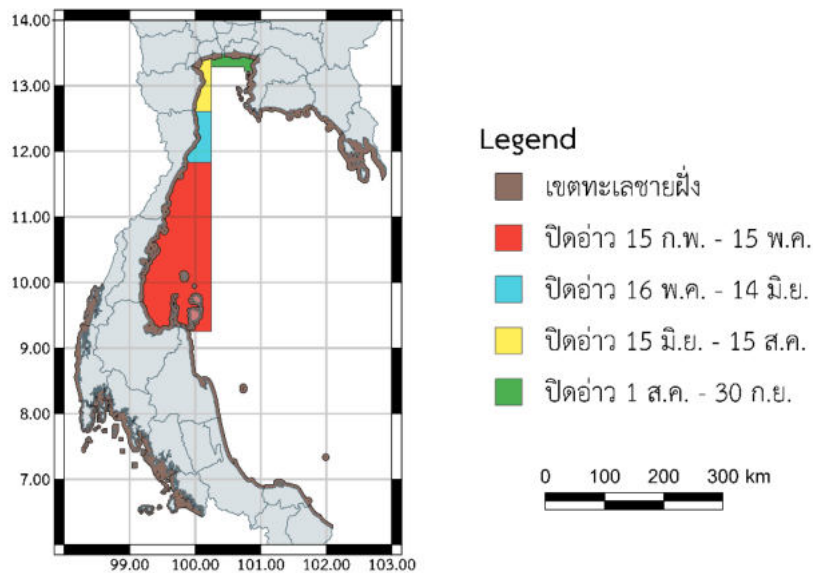 14.00
13.00
12.00
11.00
10.00
9.00
8.00
7.00
99.00 100.00 101.00 102.00 103.00
Legend
เขตทะเลชายฝั่ง
ปิดอ่าว 15 ก.พ. - 15 พ.ค.
ปิดอ่าว 16 พ.ค. - 14 มิ.ย.
ปิดอ่าว 15 มิ.ย. - 15 ส.ค.
ปิดอ่าว 1 ส.ค. - 30 ก.ย.
0 100 200 300 km